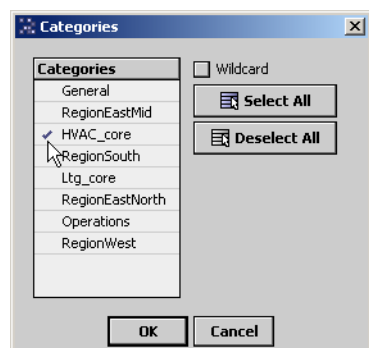 Categories
Categories
General
RegionEastMid
HVAC_core
RegionSouth
Ltg_core
RegionEastNorth
Operations
RegionWest
Wildcard
Select All
Deselect All
OK
Cancel